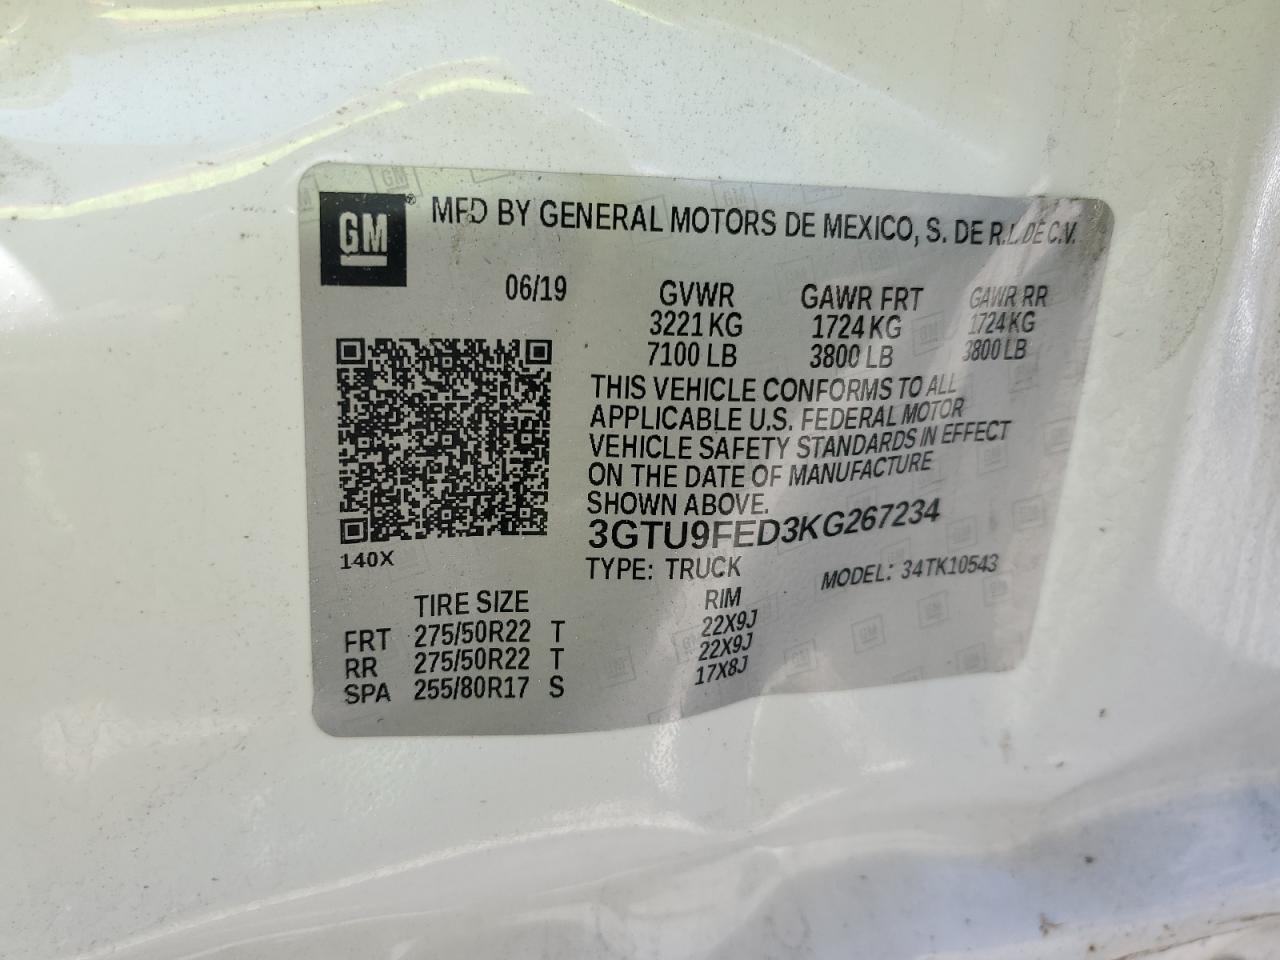 GM® MFD BY GENERAL MOTORS DE MEXICO, S. DE R.L. DE C.V.
06/19
GVWR GAWR FRT GAWR RR
3221 KG 1724 KG 1724 KG
7100 LB 3800 LB 3800 LB
THIS VEHICLE CONFORMS TO ALL
APPLICABLE U.S. FEDERAL MOTOR
VEHICLE SAFETY STANDARDS IN EFFECT
ON THE DATE OF MANUFACTURE
SHOWN ABOVE.
3GTU9FED3KG267234
140X
TYPE: TRUCK MODEL: 34TK10543
TIRE SIZE RIM
FRT 275/50R22 T 22X9J
RR 275/50R22 T 22X9J
SPA 255/80R17 S 17X8J